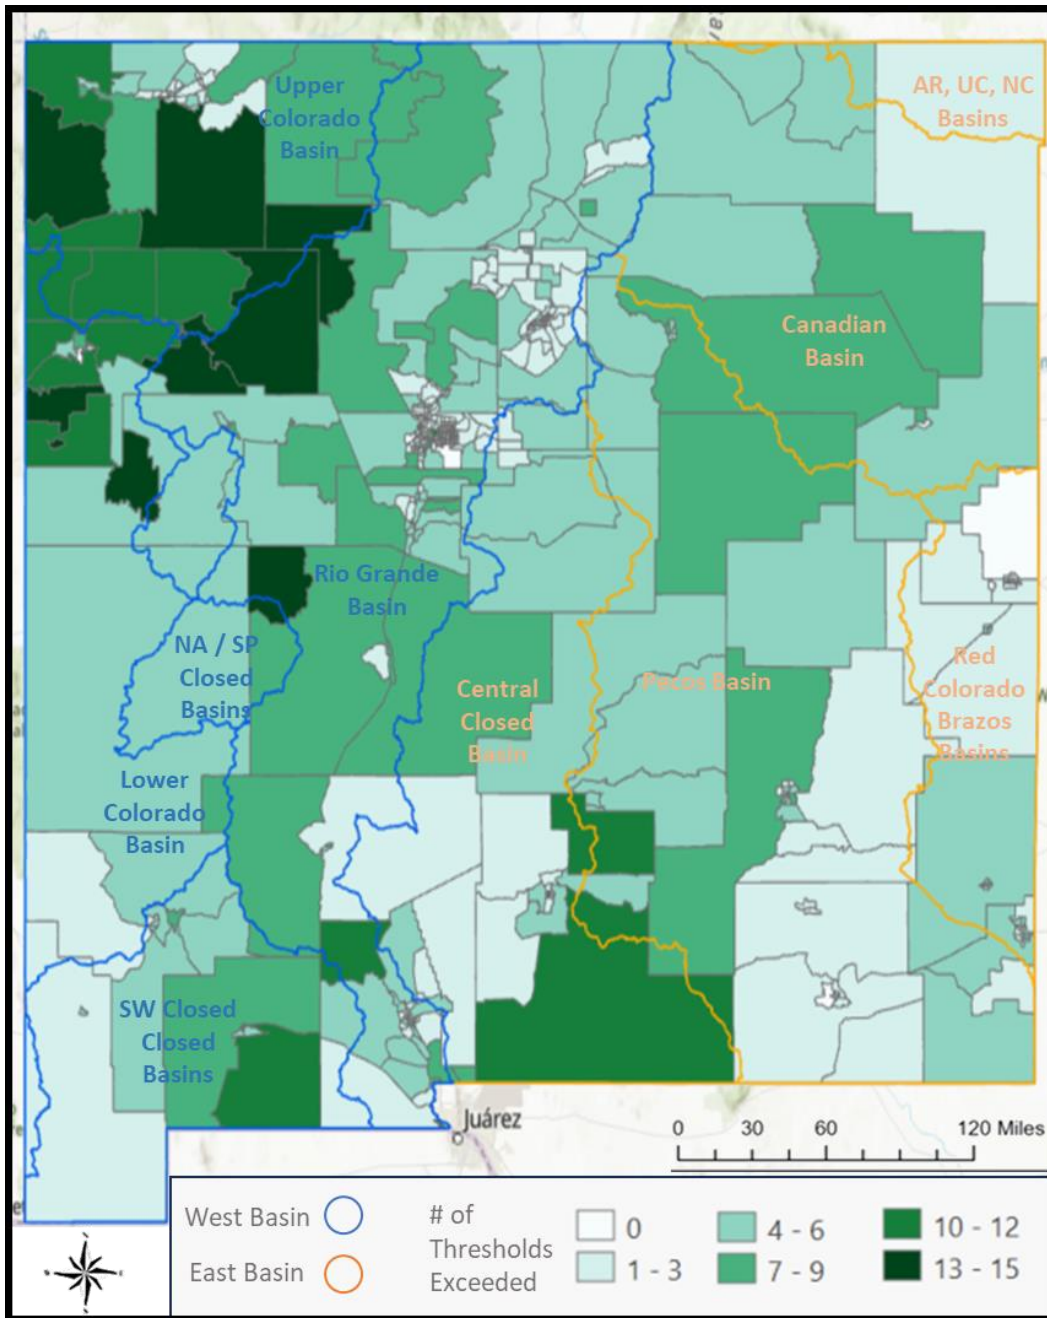 Upper
Colorado
Basin
AR, UC, NC
Basins
Canadian
Basin
Rio Grande
Basin
NA / SP
Closed
Basins
Central
Closed
Basin
Pecos Basin
Red
Colorado
Brazos
Basins
Lower
Colorado
Basin
SW Closed
Closed
Basins
Juárez
0 30 60 120 Miles
West Basin
East Basin
# of
Thresholds
Exceeded
0
1 - 3
4 - 6
7 - 9
10 - 12
13 - 15